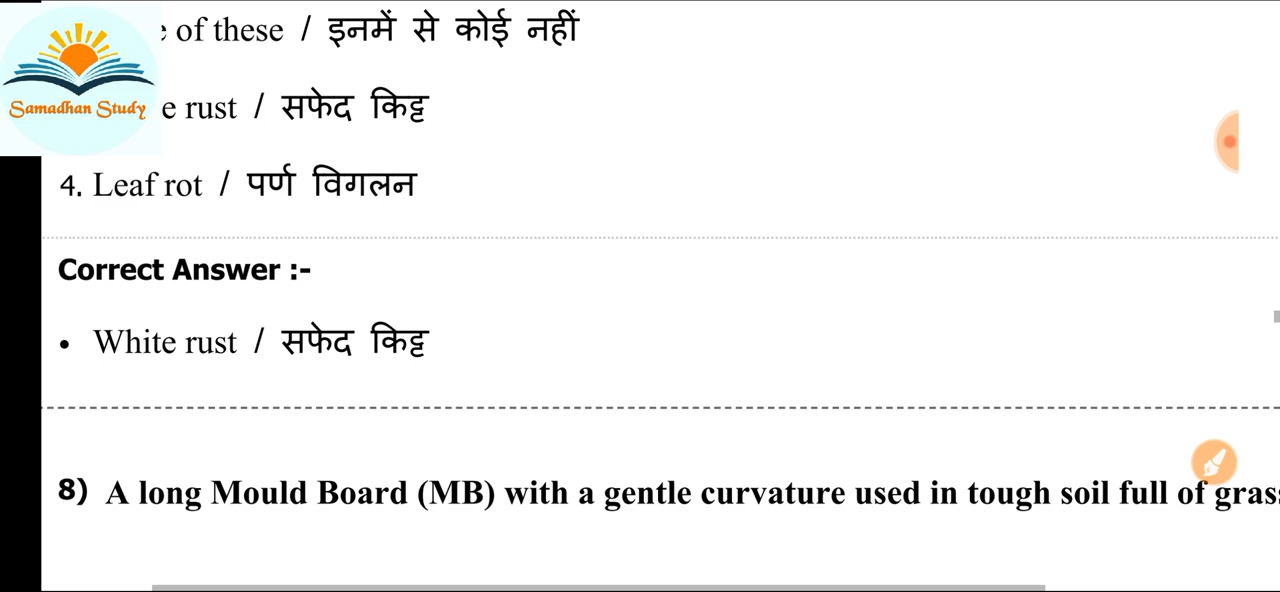 of these / इनमें से कोई नहीं
Samadhan Study
rust / सफेद किट्ट
4. Leaf rot / पर्ण विगलन
Correct Answer :-
• White rust / सफेद किट्ट
8) A long Mould Board (MB) with a gentle curvature used in tough soil full of